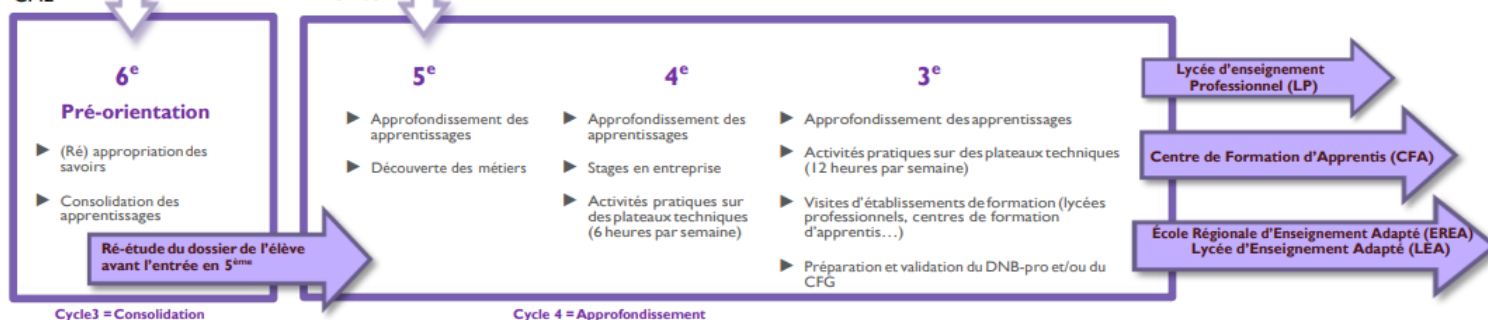 6e
Pré-orientation
► (Ré) appropriation des
savoirs
► Consolidation des
apprentissages
Ré-étude du dossier de l'élève
avant l'entrée en 5ème
Cycle3 = Consolidation
5e
► Approfondissement des
apprentissages
► Découverte des métiers
4e
► Approfondissement des
apprentissages
► Stages en entreprise
► Activités pratiques sur
des plateaux techniques
(6 heures par semaine)
3e
► Approfondissement des apprentissages
► Activités pratiques sur des plateaux techniques
(12 heures par semaine)
► Visites d'établissements de formation (lycées
professionnels, centres de formation
d'apprentis…)
► Préparation et validation du DNB-pro et/ou du
CFG
Cycle 4 = Approfondissement
Lycée d'enseignement
Professionnel (LP)
Centre de Formation d'Apprentis (CFA)
École Régionale d'Enseignement Adapté (EREA)
Lycée d'Enseignement Adapté (LEA)